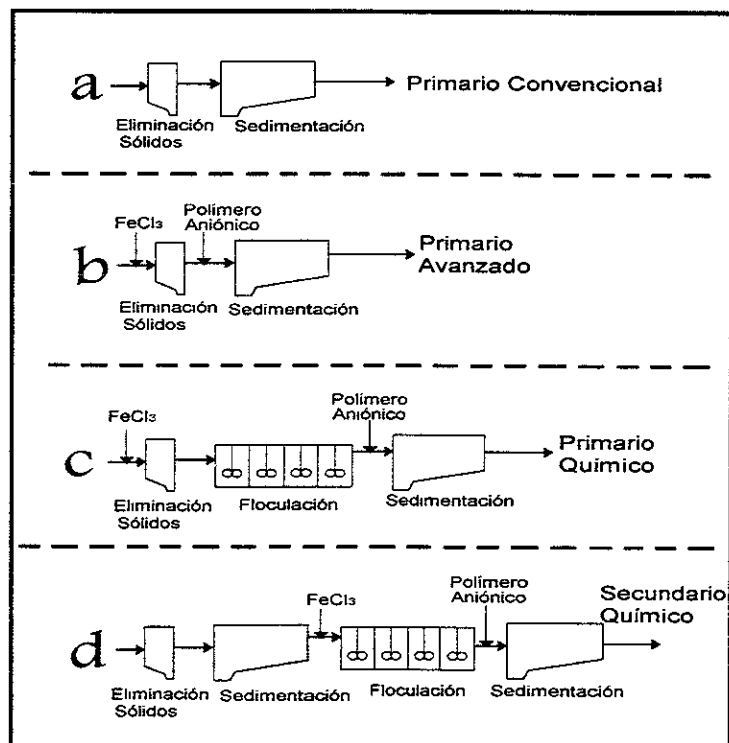 a
Primario Convencional
Eliminación
Sólidos
Sedimentación
b
FeCl₃
Polímero
Aniónico
Primario
Avanzado
Eliminación
Sólidos
Sedimentación
c
FeCl₃
Polímero
Aniónico
Primario
Químico
Eliminación
Sólidos
Floculación
Sedimentación
d
FeCl₃
Polímero
Aniónico
Secundario
Químico
Eliminación
Sólidos
Sedimentación
Floculación
Sedimentación